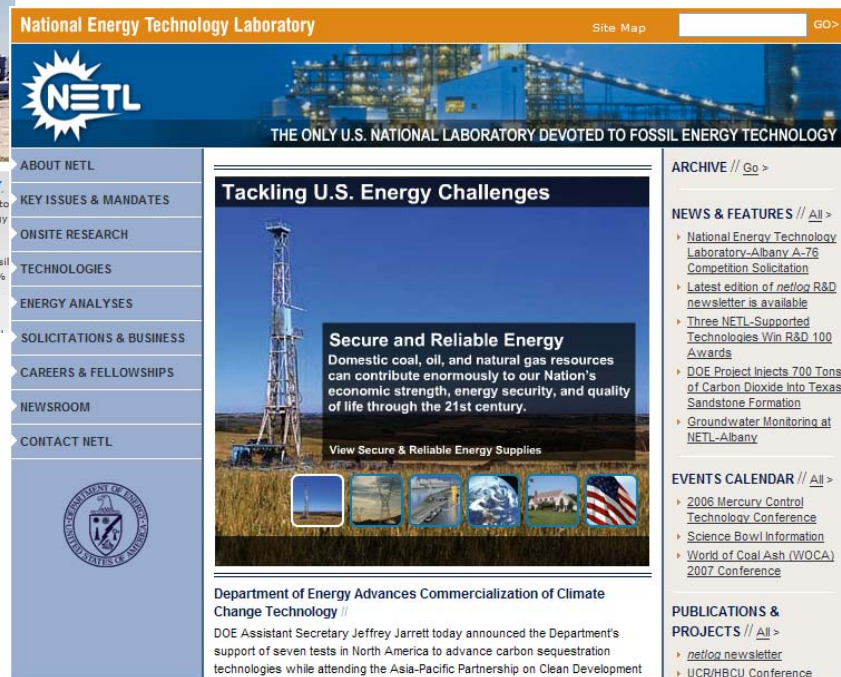 National Energy Technology Laboratory
Site Map
GO>
NETL
THE ONLY U.S. NATIONAL LABORATORY DEVOTED TO FOSSIL ENERGY TECHNOLOGY
ABOUT NETL
KEY ISSUES & MANDATES
ONSITE RESEARCH
TECHNOLOGIES
ENERGY ANALYSES
SOLICITATIONS & BUSINESS
CAREERS & FELLOWSHIPS
NEWSROOM
CONTACT NETL
DEPARTMENT OF ENERGY
UNITED STATES OF AMERICA
Tackling U.S. Energy Challenges
Secure and Reliable Energy
Domestic coal, oil, and natural gas resources
can contribute enormously to our Nation's
economic strength, energy security, and quality
of life through the 21st century.
View Secure & Reliable Energy Supplies
Department of Energy Advances Commercialization of Climate
Change Technology //
DOE Assistant Secretary Jeffrey Jarrett today announced the Department's
support of seven tests in North America to advance carbon sequestration
technologies while attending the Asia-Pacific Partnership on Clean Development
ARCHIVE // Go >
NEWS & FEATURES // All >
National Energy Technology
Laboratory-Albany A-76
Competition Solicitation
Latest edition of netlog R&D
newsletter is available
Three NETL-Supported
Technologies Win R&D 100
Awards
DOE Project Injects 700 Tons
of Carbon Dioxide Into Texas
Sandstone Formation
Groundwater Monitoring at
NETL-Albany
EVENTS CALENDAR // All >
2006 Mercury Control
Technology Conference
Science Bowl Information
World of Coal Ash (WOCA)
2007 Conference
PUBLICATIONS &
PROJECTS // All >
netlog newsletter
UCR/HBCU Conference